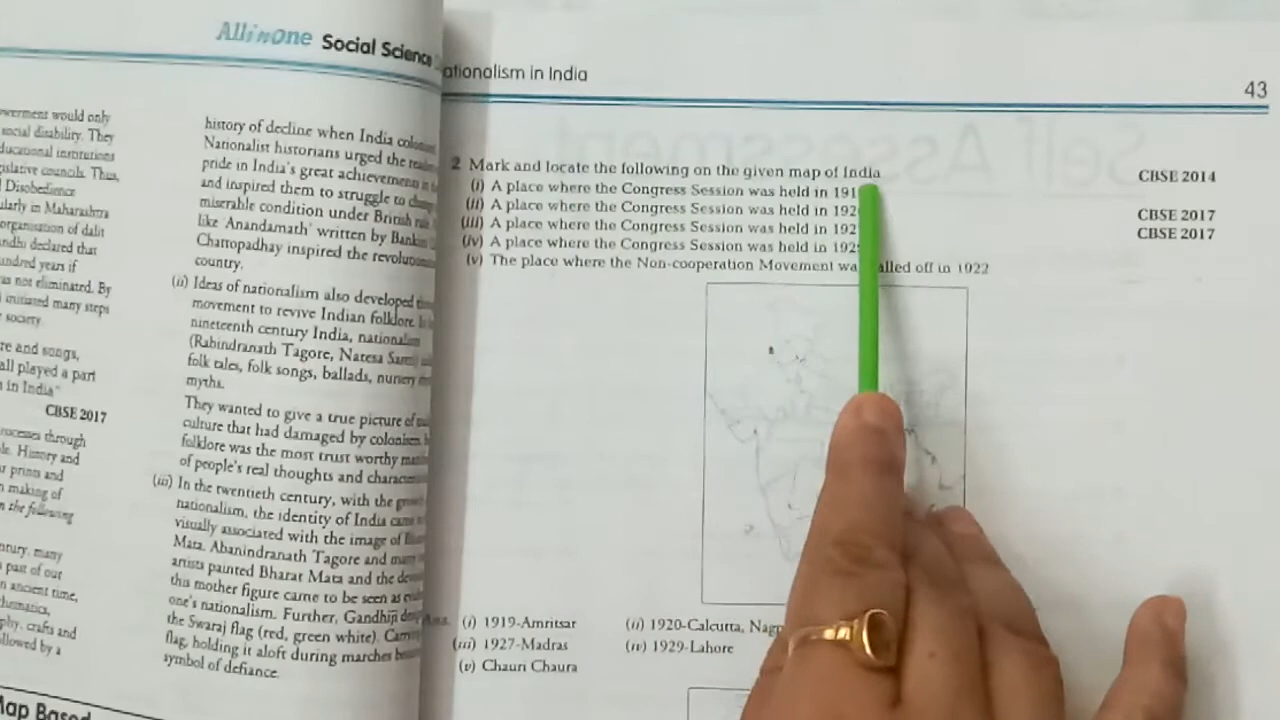 Allinone Social Science
ationalism in India
43
overment would only
social disability. They
ducational institutions
gislative councils. Thus,
Disobedience
ularly in Maharashtra
organisation of dalit
ndhi declared that
undred years if
as not eliminated. By
initiated many steps
society
re and songs,
all played a part
in India"
CBSE 2017
rocesses through
le. History and
r prints and
n making of
n the following
ntury, many
past of our
n ancient time,
thematics,
phy, crafts and
llowed by a
Map Based
history of decline when India
Nationalist historians urged the
pride in India's great achievement
and inspired them to struggle to
miserable condition under British
like 'Anandamath' written by
Chattopadhay inspired the
country.
(ii) Ideas of nationalism also developed
movement to revive Indian folklore.
nineteenth century India,
(Rabindranath Tagore, Natesa
folk tales, folk songs, ballads,
myths.
They wanted to give a true picture of
culture that had damaged by
folklore was the most trust worthy
of people's real thoughts and
(iii) In the twentieth century, with the
nationalism, the identity of India
visually associated with the image of
Mata. Abanindranath Tagore and
artists painted Bharat Mata and the
this mother figure came to be seen as
one's nationalism. Further, Gandhiji
the Swaraj flag (red, green white).
flag, holding it aloft during marches
symbol of defiance.
2 Mark and locate the following on the given map of India
(i) A place where the Congress Session was held in 191 CBSE 2014
(ii) A place where the Congress Session was held in 192 CBSE 2017
(iii) A place where the Congress Session was held in 192 CBSE 2017
(iv) A place where the Congress Session was held in 192
(v) The place where the Non-cooperation Movement wa alled off in 1922
Ans. (i) 1919-Amritsar (ii) 1920-Calcutta, Nagp
(iii) 1927-Madras (iv) 1929-Lahore
(v) Chauri Chaura